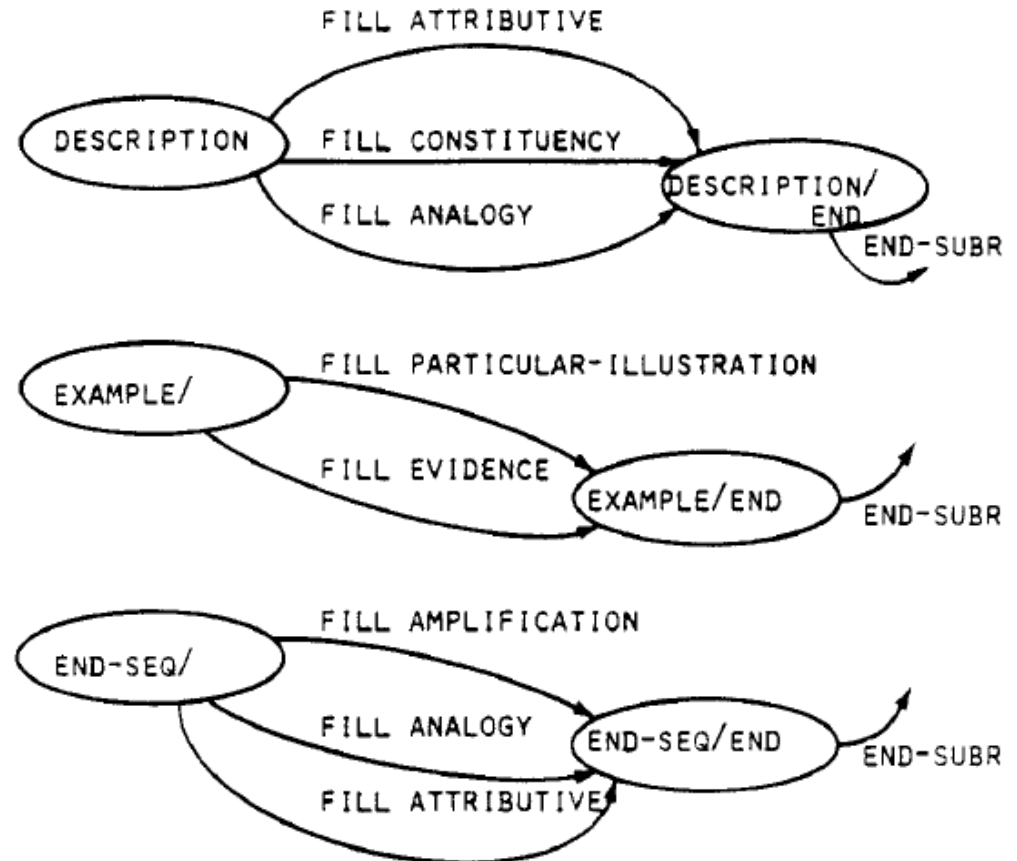 FILL ATTRIBUTIVE
DESCRIPTION
FILL CONSTITUENCY
DESCRIPTION/
END
FILL ANALOGY
END-SUBR
FILL PARTICULAR-ILLUSTRATION
EXAMPLE/
FILL EVIDENCE
EXAMPLE/END
END-SUBR
FILL AMPLIFICATION
END-SEQ/
FILL ANALOGY
END-SEQ/END
END-SUBR
FILL ATTRIBUTIVE